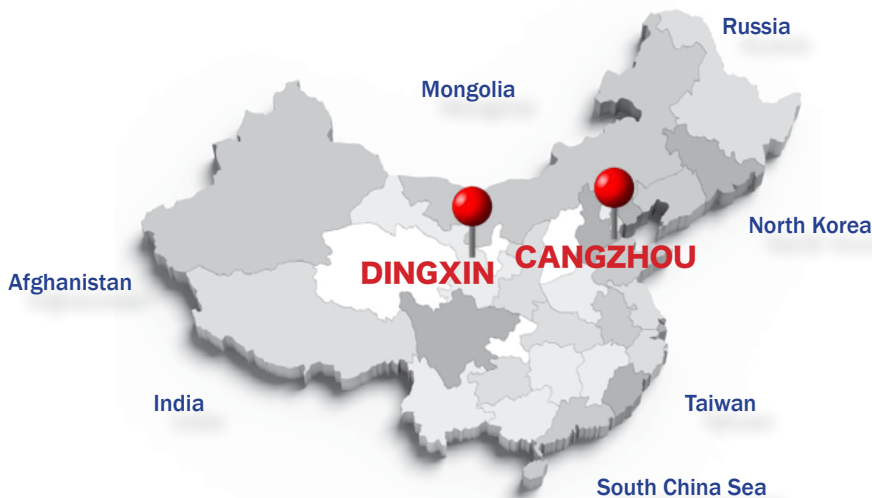 Russia
Mongolia
North Korea
CANGZHOU
DINGXIN
Afghanistan
India
Taiwan
South China Sea